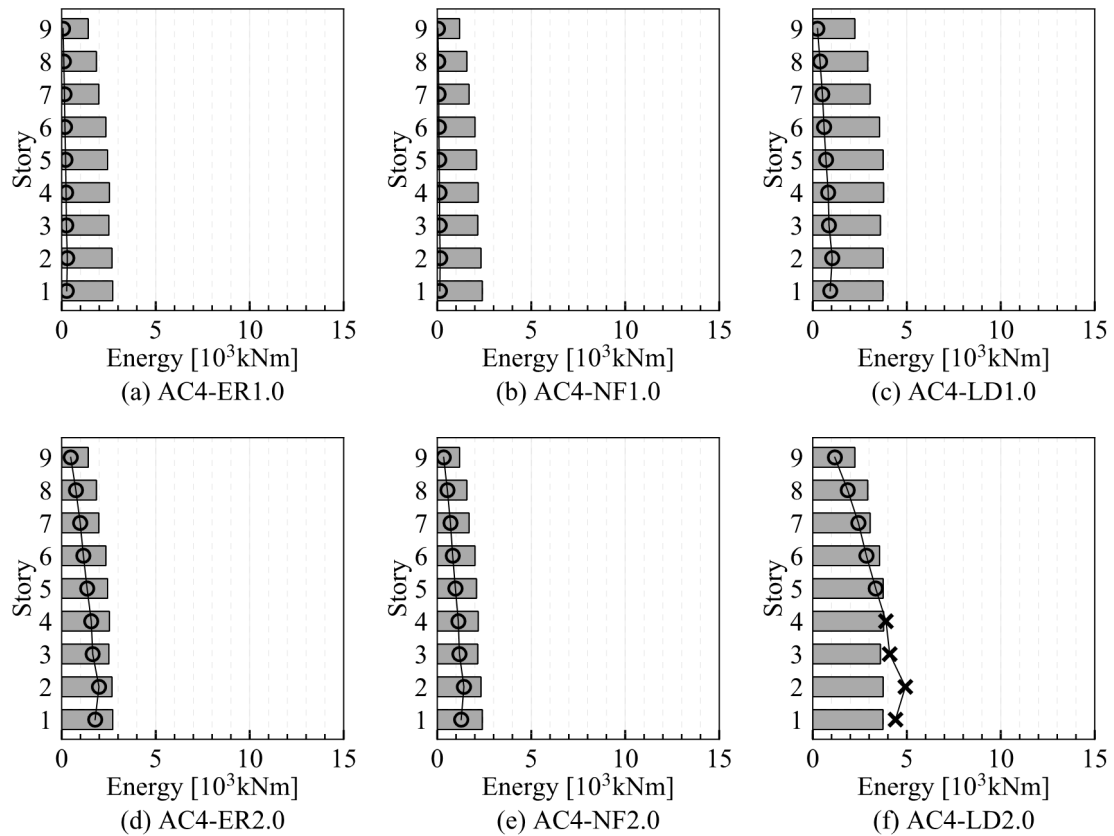 9
8
7
6
5
4
3
2
1
Story
0 5 10 15
Energy [10³kNm]
(a) AC4-ER1.0
9
8
7
6
5
4
3
2
1
Story
0 5 10 15
Energy [10³kNm]
(b) AC4-NF1.0
9
8
7
6
5
4
3
2
1
Story
0 5 10 15
Energy [10³kNm]
(c) AC4-LD1.0
9
8
7
6
5
4
3
2
1
Story
0 5 10 15
Energy [10³kNm]
(d) AC4-ER2.0
9
8
7
6
5
4
3
2
1
Story
0 5 10 15
Energy [10³kNm]
(e) AC4-NF2.0
9
8
7
6
5
4
3
2
1
Story
0 5 10 15
Energy [10³kNm]
(f) AC4-LD2.0